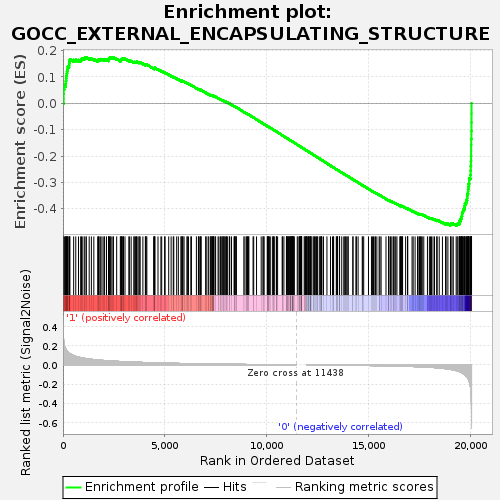 Enrichment plot:
GOCC_EXTERNAL_ENCAPSULATING_STRUCTURE
Enrichment score (ES)
0.2
0.1
0.0
-0.1
-0.2
-0.3
-0.4
'1' (positively correlated)
Ranked list metric (Signal2Noise)
0.4
0.2
0.0
-0.2
-0.4
-0.6
Zero cross at 11438
'0' (negatively correlated)
0
5,000
10,000
15,000
20,000
Rank in Ordered Dataset
Enrichment profile
Hits
Ranking metric scores